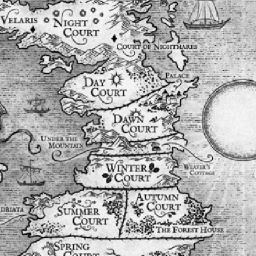 VELARIS
NIGHT
COURT
COURT OF NIGHTMARES
PALACE
DAY
COURT
DAWN
COURT
UNDER THE
MOUNTAIN
WINTER
COURT
WEAVER'S
COTTAGE
ADRIATA
SUMMER
COURT
AUTUMN
COURT
THE FOREST HOUSE
SPRING
COURT